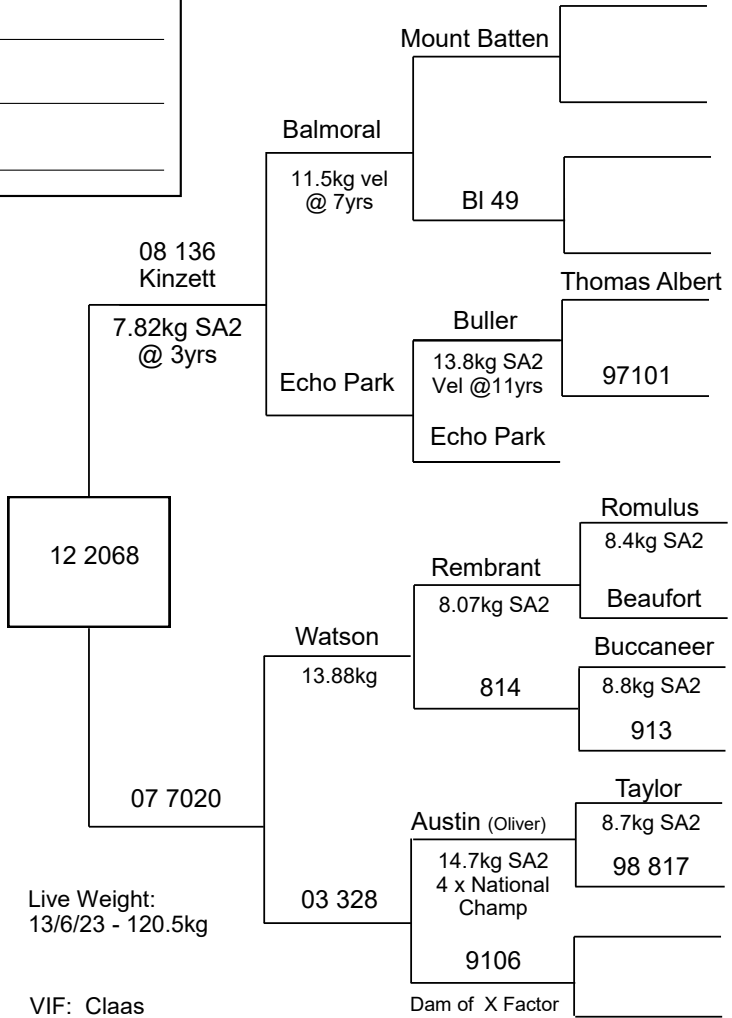 Mount Batten
Balmoral
11.5kg vel
@ 7yrs
Bl 49
08 136
Kinzett
7.82kg SA2
@ 3yrs
Thomas Albert
Buller
13.8kg SA2
Vel @11yrs
97101
Echo Park
Echo Park
12 2068
Romulus
8.4kg SA2
Rembrant
8.07kg SA2
Beaufort
Watson
13.88kg
Buccaneer
8.8kg SA2
814
913
07 7020
Taylor
8.7kg SA2
Austin (Oliver)
14.7kg SA2
4 x National
Champ
98 817
03 328
9106
Dam of X Factor
Live Weight:
13/6/23 - 120.5kg
VIF: Claas